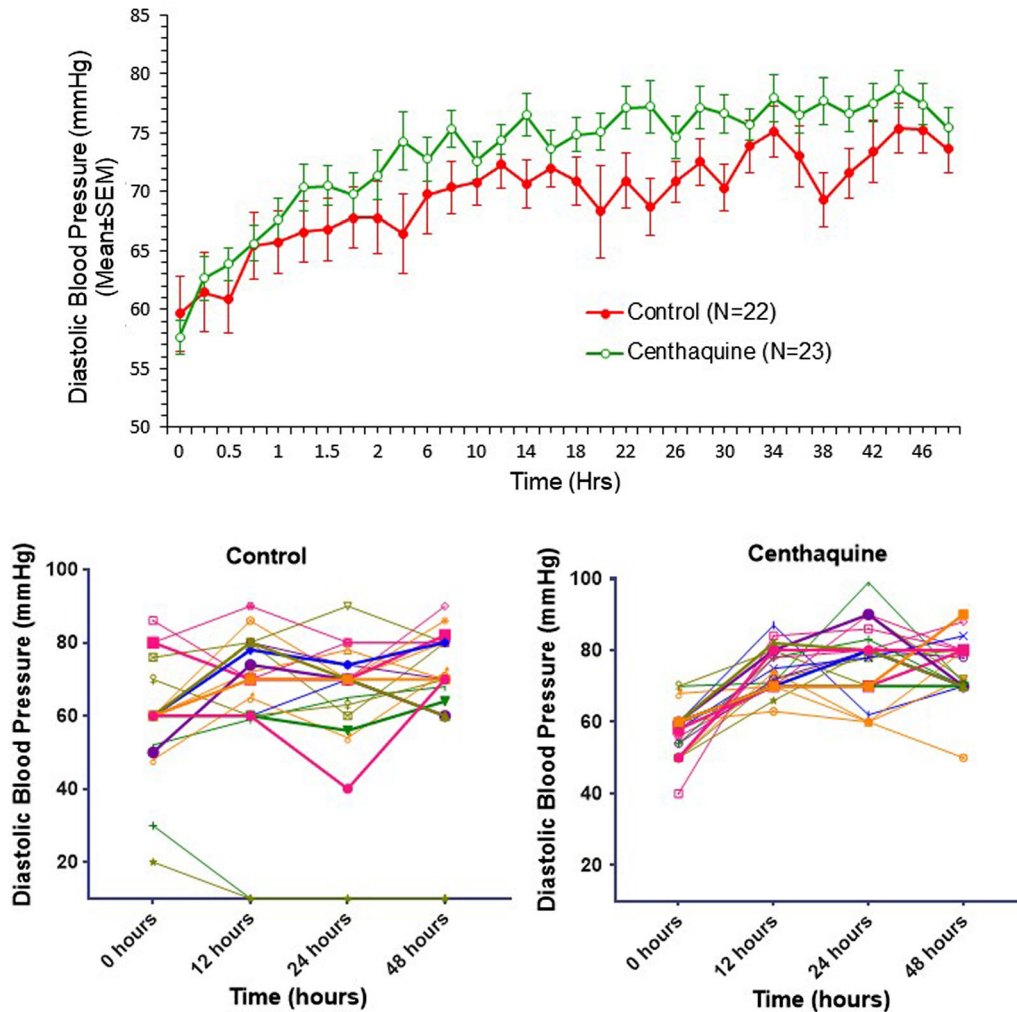 85
80
75
70
65
60
55
50
Diastolic Blood Pressure (mmHg)
(Mean±SEM)
Control (N=22)
Centhaquine (N=23)
0 0.5 1 1.5 2 6 10 14 18 22 26 30 34 38 42 46
Time (Hrs)
Control
100
80
60
40
20
Diastolic Blood Pressure (mmHg)
0 hours 12 hours 24 hours 48 hours
Time (hours)
Centhaquine
100
80
60
40
20
Diastolic Blood Pressure (mmHg)
0 hours 12 hours 24 hours 48 hours
Time (hours)